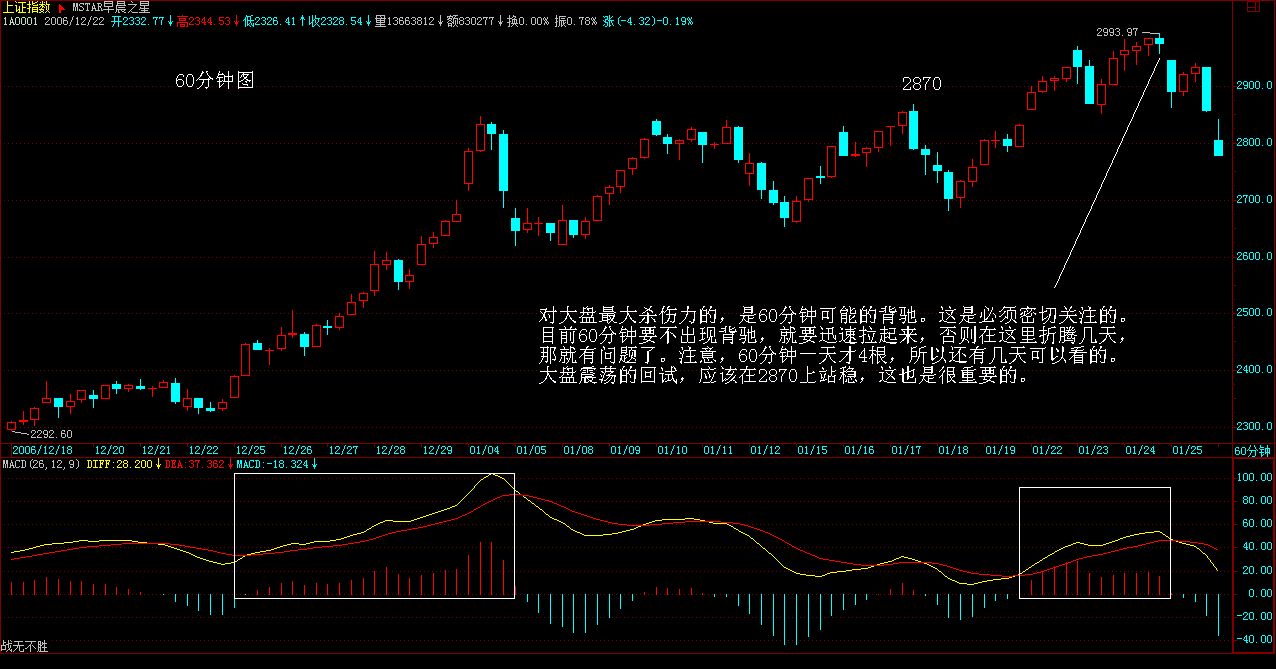 上证指数 MSTAR早晨之星
1A0001 2006/12/22 开2332.77↓高2344.53↓低2326.41↑收2328.54↓量13663812↓额830277↓换0.00% 振0.78% 涨(-4.32)-0.19%
2993.97
60分钟图
2870
2900.0
2800.0
2700.0
2600.0
2500.0
2400.0
2300.0
对大盘最大杀伤力的，是60分钟可能的背驰。这是必须密切关注的。
目前60分钟要不出现背驰，就要迅速拉起来，否则在这里折腾几天，
那就有问题了。注意，60分钟一天才4根，所以还有几天可以看的。
大盘震荡的回试，应该在2870上站稳，这也是很重要的。
2292.60
2006/12/18 12/20 12/21 12/22 12/25 12/26 12/27 12/28 12/29 01/04 01/05 01/08 01/09 01/10 01/11 01/12 01/15 01/16 01/17 01/18 01/19 01/22 01/23 01/24 01/25 60分钟
MACD(26,12,9) DIFF:28.200↓DEA:37.362↓MACD:-18.324↓
100.00
80.00
60.00
40.00
20.00
0.00
-20.00
-40.00
战无不胜